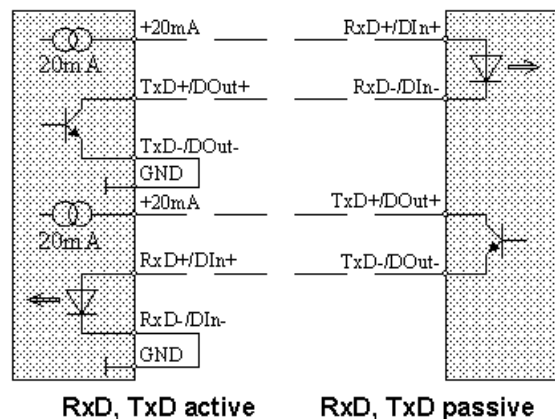 +20mA
20mA
TxD+/DOut+
TxD-/DOut-
GND
+20mA
20mA
RxD+/DIn+
RxD-/DIn-
GND
RxD+/DIn+
RxD-/DIn-
TxD+/DOut+
TxD-/DOut-
RxD, TxD active
RxD, TxD passive